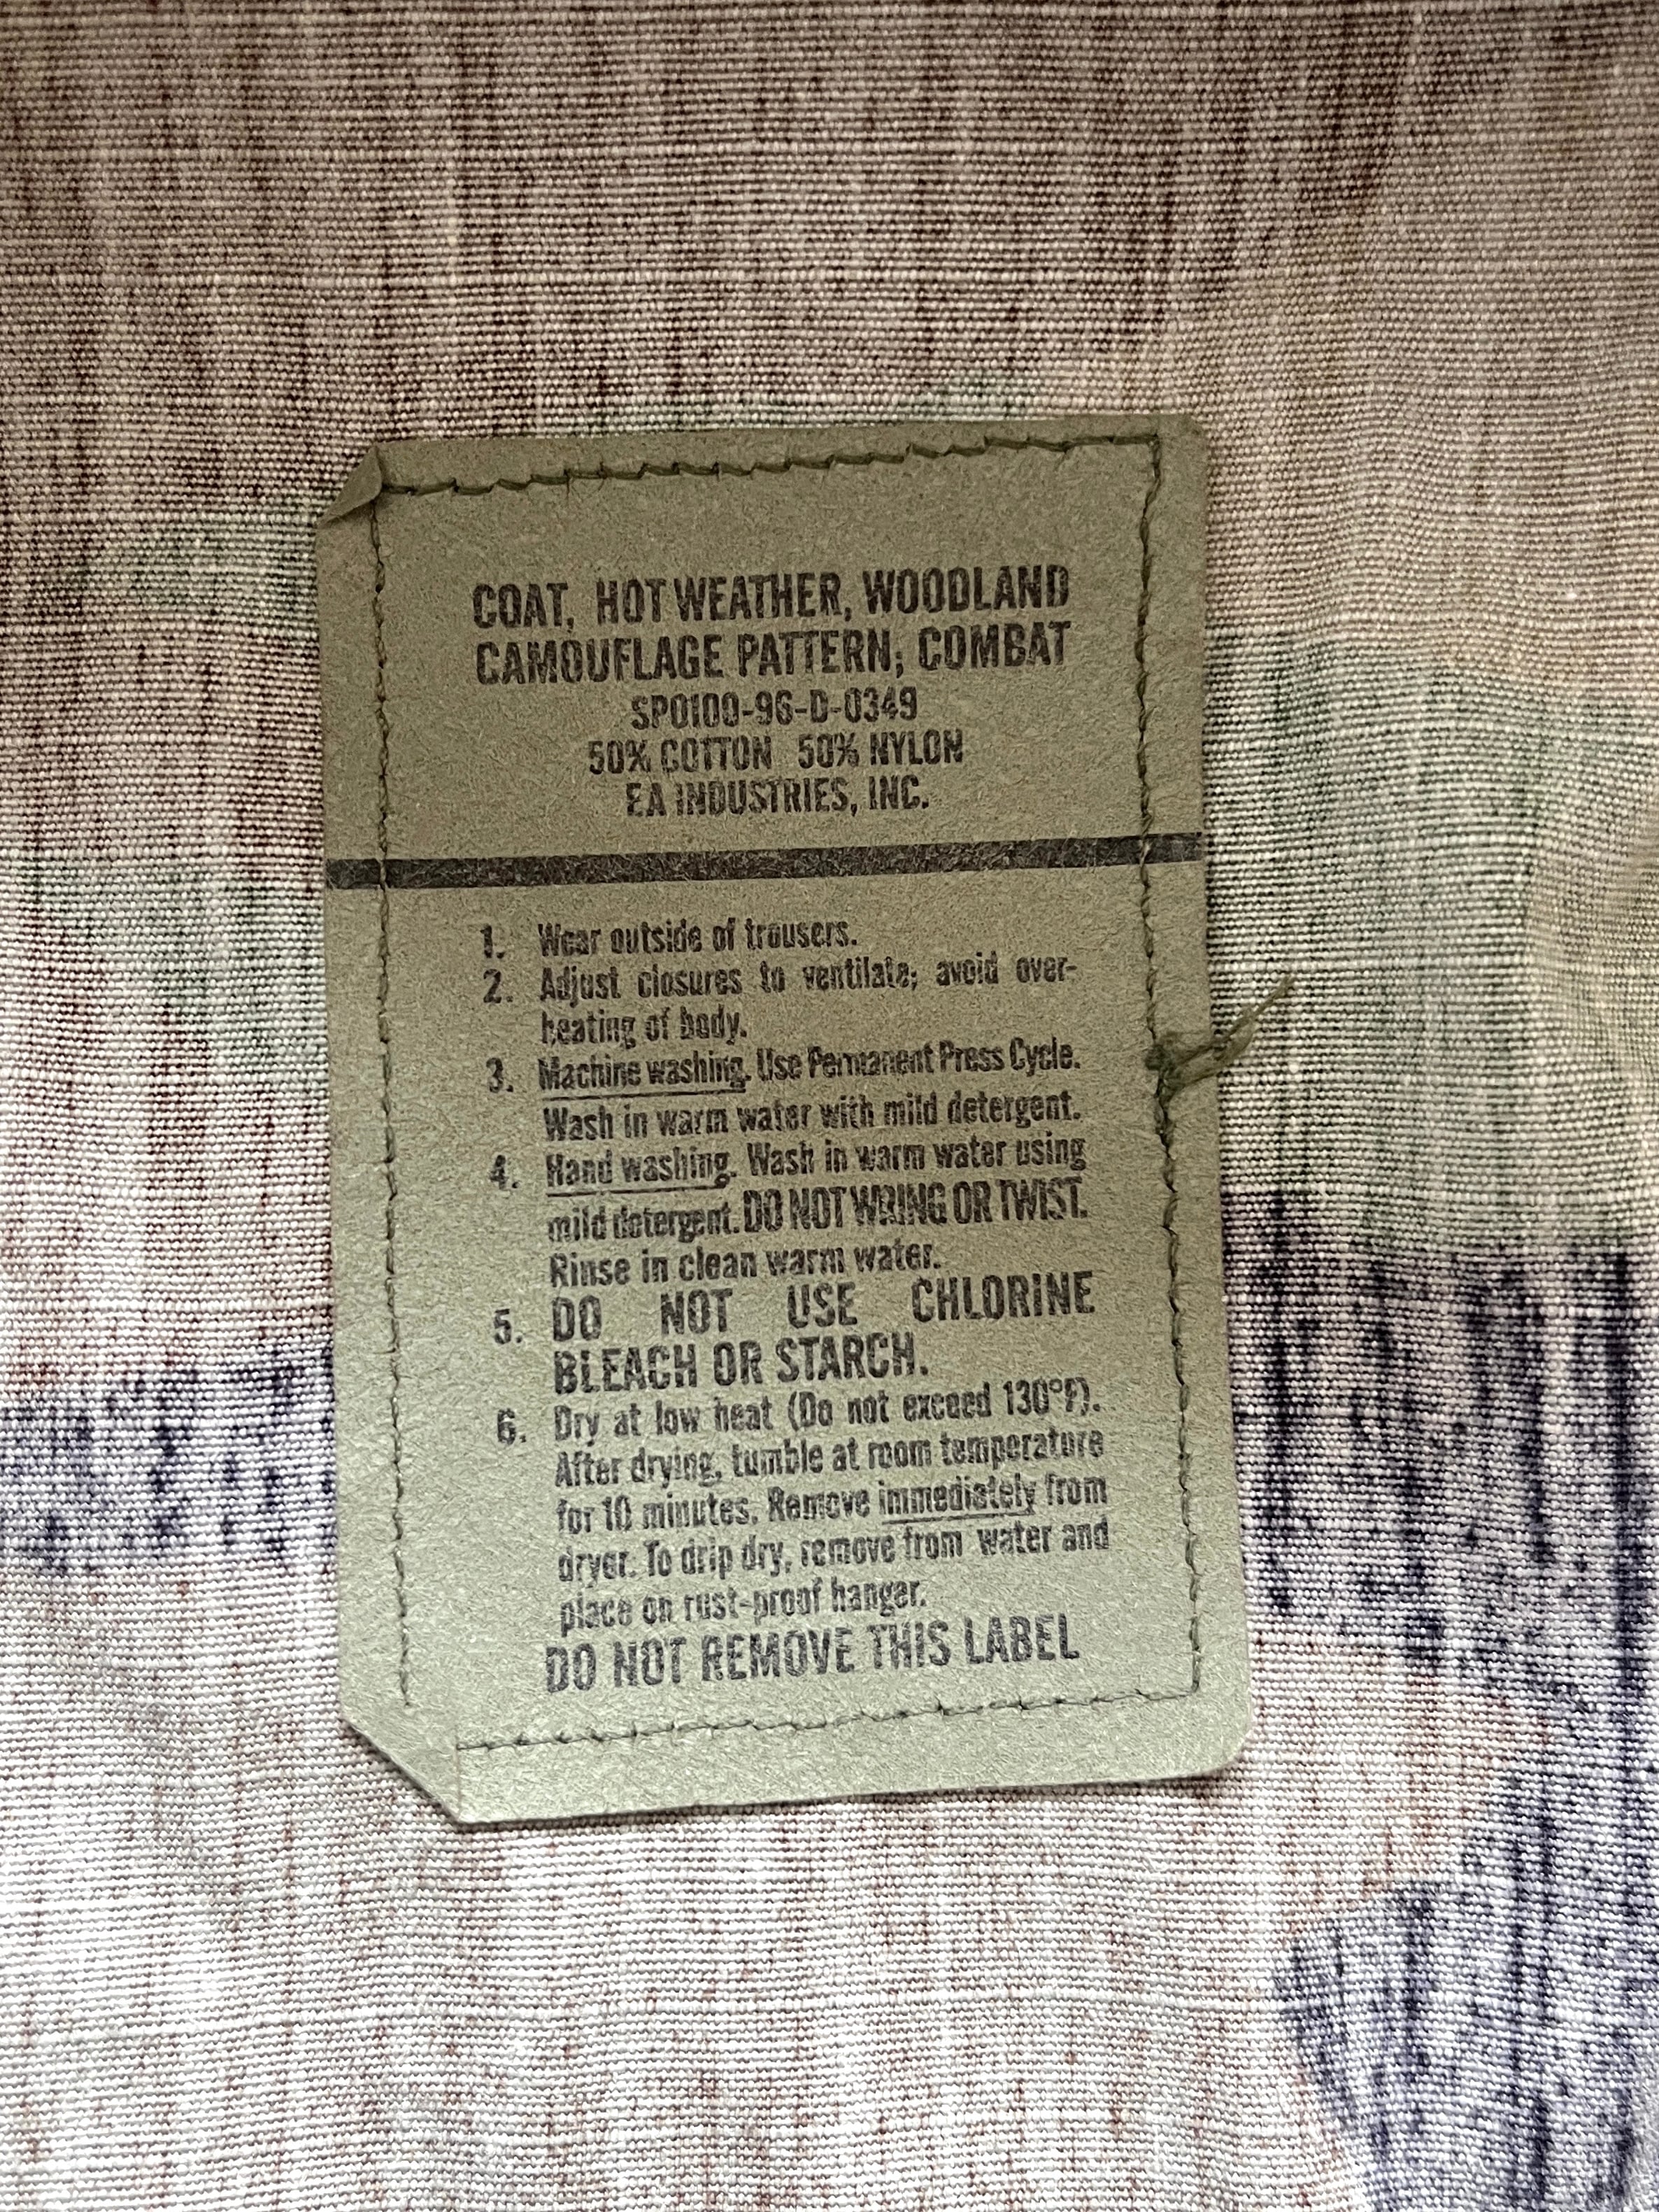 COAT, HOT WEATHER, WOODLAND
CAMOUFLAGE PATTERN; COMBAT
SPO100-96-D-0349
50% COTTON 50% NYLON
EA INDUSTRIES, INC.
1. Wear outside of trousers.
2. Adjust closures to ventilate; avoid over-
heating of body.
3. Machine washing. Use Permanent Press Cycle.
Wash in warm water with mild detergent.
4. Hand washing. Wash in warm water using
mild detergent. DO NOT WRING OR TWIST.
Rinse in clean warm water.
5. DO NOT USE CHLORINE
BLEACH OR STARCH.
6. Dry at low heat (Do not exceed 130°F).
After drying, tumble at room temperature
for 10 minutes. Remove immediately from
dryer. To drip dry, remove from water and
place on rust-proof hanger.
DO NOT REMOVE THIS LABEL